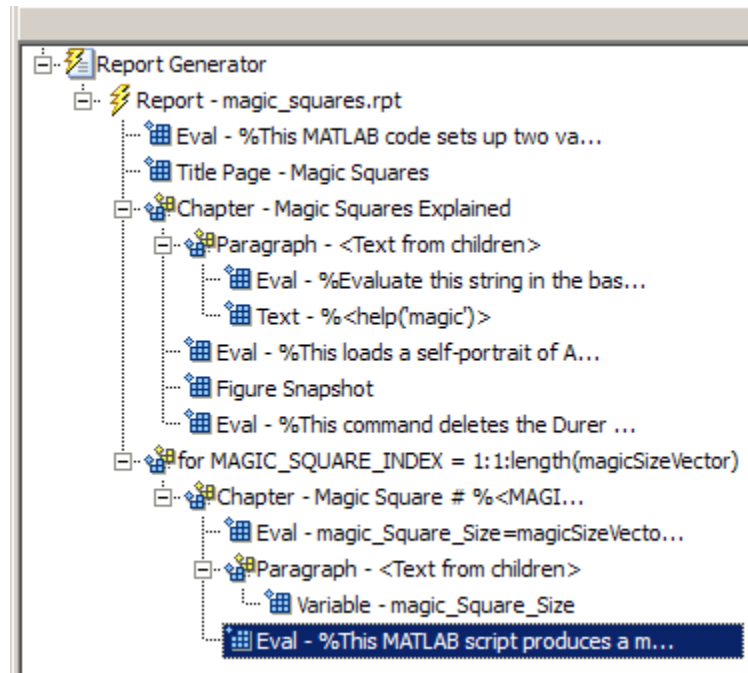 Report Generator
Report - magic_squares.rpt
Eval - %This MATLAB code sets up two va...
Title Page - Magic Squares
Chapter - Magic Squares Explained
Paragraph - <Text from children>
Eval - %Evaluate this string in the bas...
Text - %<help('magic')>
Eval - %This loads a self-portrait of A...
Figure Snapshot
Eval - %This command deletes the Durer ...
for MAGIC_SQUARE_INDEX = 1:1:length(magicSizeVector)
Chapter - Magic Square # %<MAGI...
Eval - magic_Square_Size=magicSizeVecto...
Paragraph - <Text from children>
Variable - magic_Square_Size
Eval - %This MATLAB script produces a m...